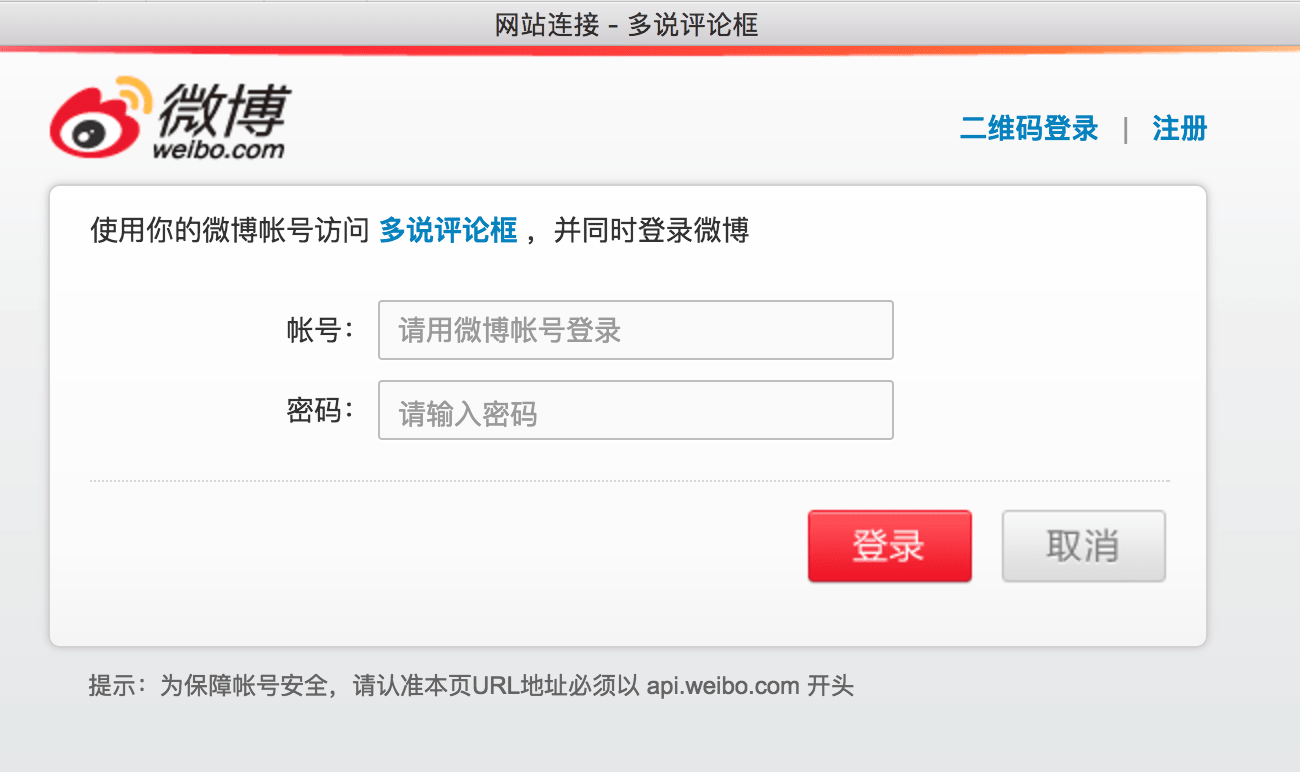 网站连接 - 多说评论框
微博
weibo.com
二维码登录 | 注册
使用你的微博帐号访问 多说评论框 ，并同时登录微博
帐号： 请用微博帐号登录
密码： 请输入密码
登录 取消
提示：为保障帐号安全，请认准本页URL地址必须以 api.weibo.com 开头